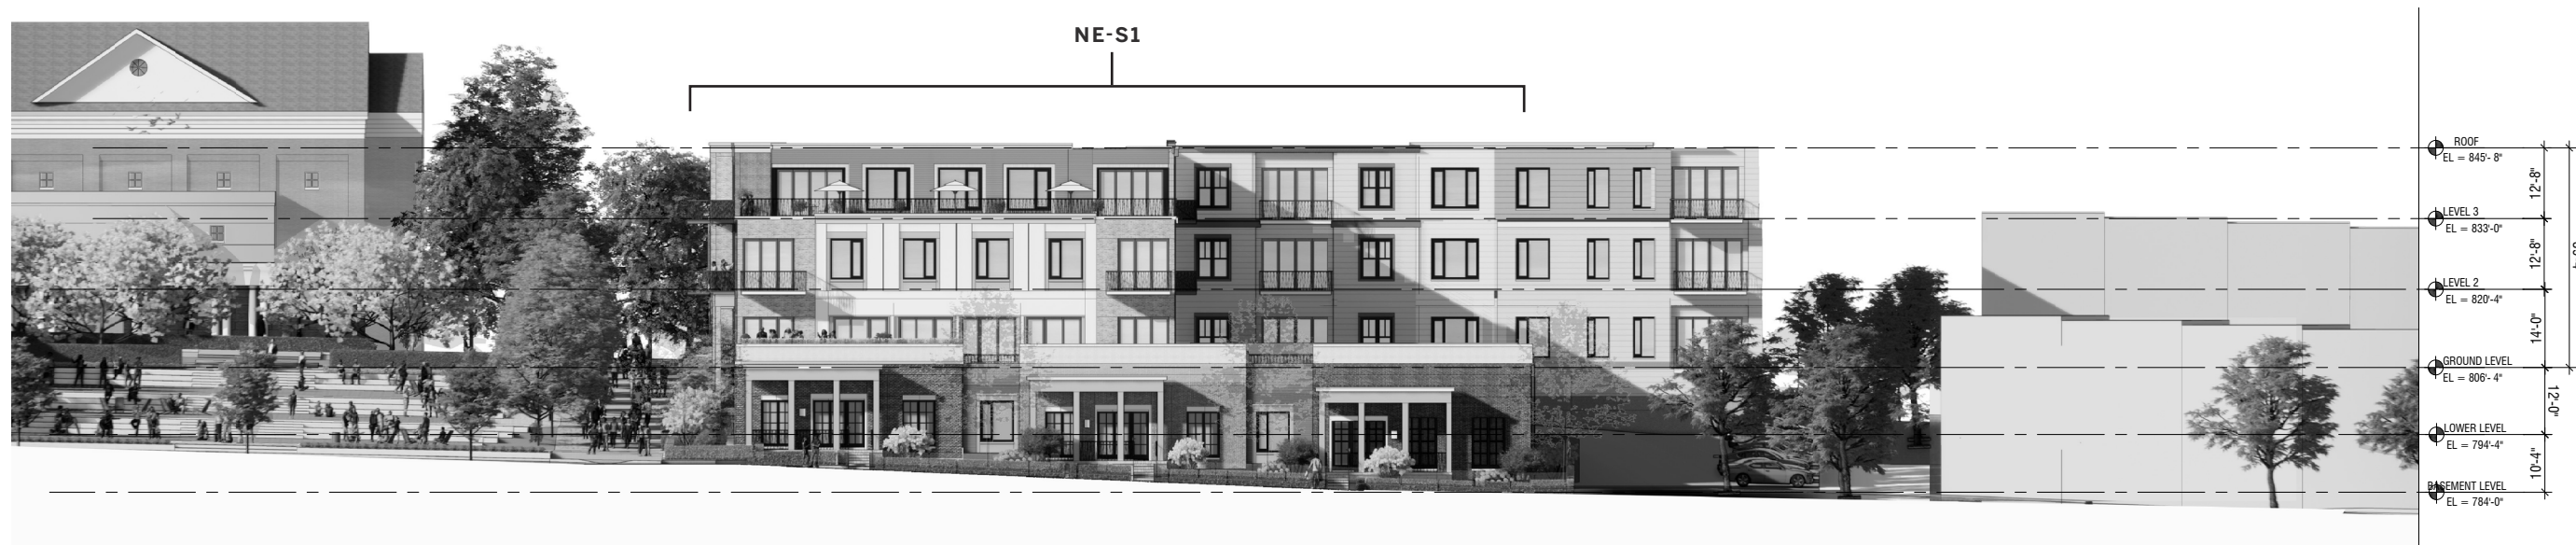 NE-S1
ROOF
EL = 845'- 8"
12'-8"
LEVEL 3
EL = 833'-0"
12'-8"
LEVEL 2
EL = 820'-4"
14'-0"
GROUND LEVEL
EL = 806'- 4"
12'-0"
LOWER LEVEL
EL = 794'-4"
10'-4"
BASEMENT LEVEL
EL = 784'-0"